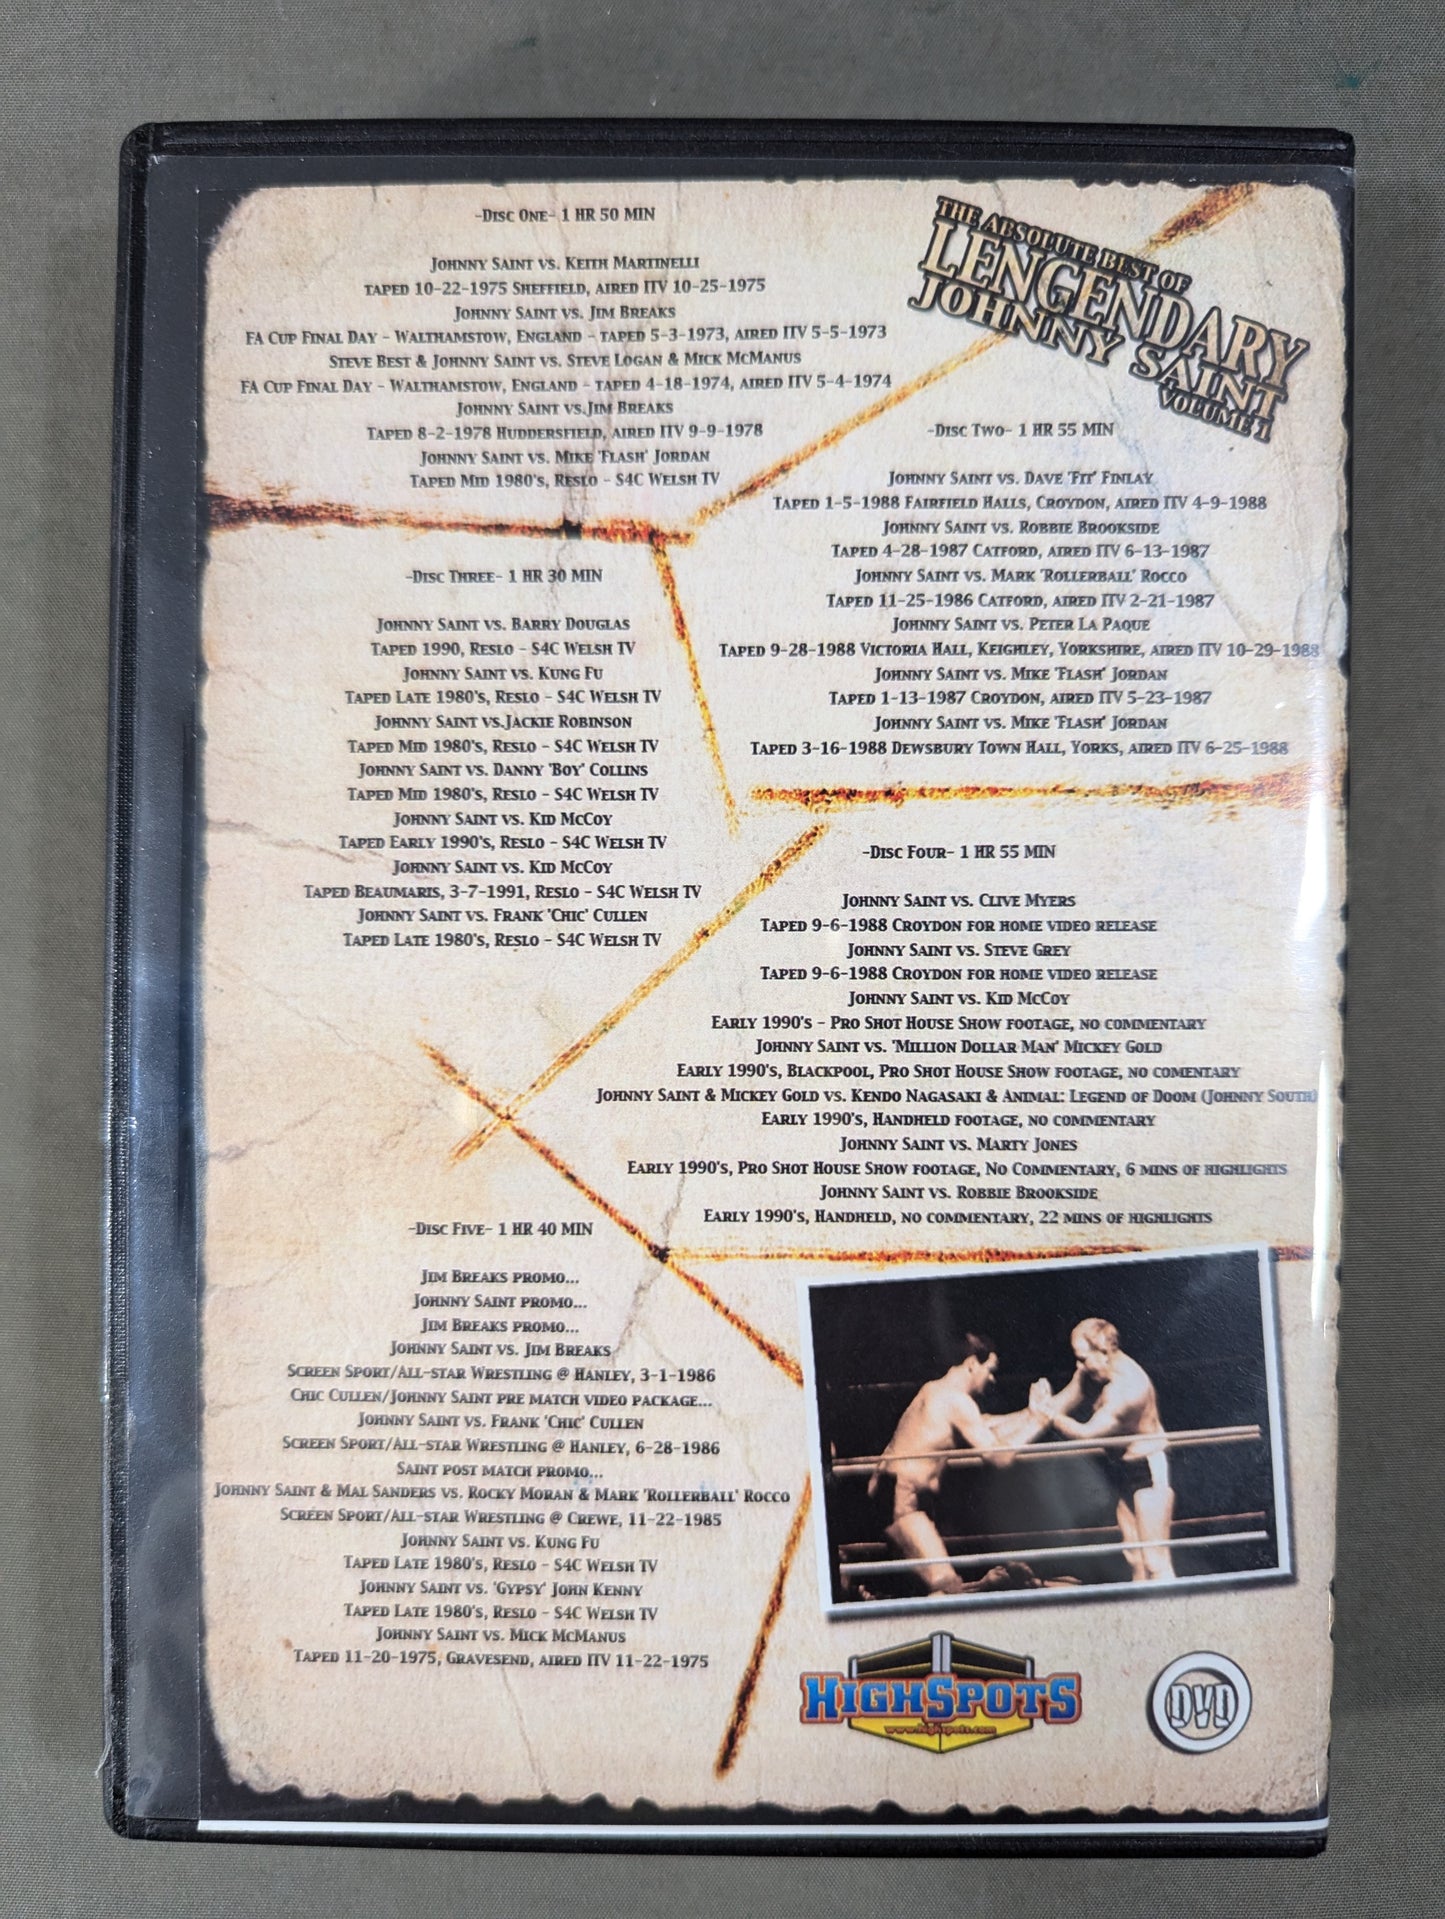 THE ABSOLUTE BEST OF
LENGENDARY
JOHNNY SAINT
VOLUME 1
-Disc One- 1 HR 50 MIN
Johnny Saint vs. Keith Martinelli
taped 10-22-1975 Sheffield, aired ITV 10-25-1975
Johnny Saint vs. Jim Breaks
FA Cup Final Day - Walthamstow, England - taped 5-3-1973, aired ITV 5-5-1973
Steve Best & Johnny Saint vs. Steve Logan & Mick McManus
FA Cup Final Day - Walthamstow, England - taped 4-18-1974, aired ITV 5-4-1974
Johnny Saint vs.Jim Breaks
Taped 8-2-1978 Huddersfield, aired ITV 9-9-1978
Johnny Saint vs. Mike 'Flash' Jordan
Taped Mid 1980's, Reslo - S4C Welsh TV
-Disc Two- 1 HR 55 MIN
Johnny Saint vs. Dave 'Fit' Finlay
Taped 1-5-1988 Fairfield Halls, Croydon, aired ITV 4-9-1988
Johnny Saint vs. Robbie Brookside
Taped 4-28-1987 Catford, aired ITV 6-13-1987
Johnny Saint vs. Mark 'Rollerball' Rocco
Taped 11-25-1986 Catford, aired ITV 2-21-1987
Johnny Saint vs. Peter La Paque
Taped 9-28-1988 Victoria Hall, Keighley, Yorkshire, aired ITV 10-29-1988
Johnny Saint vs. Mike 'Flash' Jordan
Taped 1-13-1987 Croydon, aired ITV 5-23-1987
Johnny Saint vs. Mike 'Flash' Jordan
Taped 3-16-1988 Dewsbury Town Hall, Yorks, aired ITV 6-25-1988
-Disc Three- 1 HR 30 MIN
Johnny Saint vs. Barry Douglas
Taped 1990, Reslo - S4C Welsh TV
Johnny Saint vs. Kung Fu
Taped Late 1980's, Reslo - S4C Welsh TV
Johnny Saint vs.Jackie Robinson
Taped Mid 1980's, Reslo - S4C Welsh TV
Johnny Saint vs. Danny 'Boy' Collins
Taped Mid 1980's, Reslo - S4C Welsh TV
Johnny Saint vs. Kid McCoy
Taped Early 1990's, Reslo - S4C Welsh TV
Johnny Saint vs. Kid McCoy
Taped Beaumaris, 3-7-1991, Reslo - S4C Welsh TV
Johnny Saint vs. Frank 'Chic' Cullen
Taped Late 1980's, Reslo - S4C Welsh TV
-Disc Four- 1 HR 55 MIN
Johnny Saint vs. Clive Myers
Taped 9-6-1988 Croydon for home video release
Johnny Saint vs. Steve Grey
Taped 9-6-1988 Croydon for home video release
Johnny Saint vs. Kid McCoy
Early 1990's - Pro Shot House Show footage, no commentary
Johnny Saint vs. 'Million Dollar Man' Mickey Gold
Early 1990's, Blackpool, Pro Shot House Show footage, no comentary
Johnny Saint & Mickey Gold vs. Kendo Nagasaki & Animal: Legend of Doom (Johnny South)
Early 1990's, Handheld footage, no commentary
Johnny Saint vs. Marty Jones
Early 1990's, Pro Shot House Show footage, No Commentary, 6 mins of highlights
Johnny Saint vs. Robbie Brookside
Early 1990's, Handheld, no commentary, 22 mins of highlights
-Disc Five- 1 HR 40 MIN
Jim Breaks promo...
Johnny Saint promo...
Jim Breaks promo...
Johnny Saint vs. Jim Breaks
Screen Sport/All-star Wrestling @ Hanley, 3-1-1986
Chic Cullen/Johnny Saint pre match video package...
Johnny Saint vs. Frank 'Chic' Cullen
Screen Sport/All-star Wrestling @ Hanley, 6-28-1986
Saint post match promo...
Johnny Saint & Mal Sanders vs. Rocky Moran & Mark 'Rollerball' Rocco
Screen Sport/All-star Wrestling @ Crewe, 11-22-1985
Johnny Saint vs. Kung Fu
Taped Late 1980's, Reslo - S4C Welsh TV
Johnny Saint vs. 'Gypsy' John Kenny
Taped Late 1980's, Reslo - S4C Welsh TV
Johnny Saint vs. Mick McManus
Taped 11-20-1975, Gravesend, aired ITV 11-22-1975
HIGHSPOTS
www.highspots.com
DVD